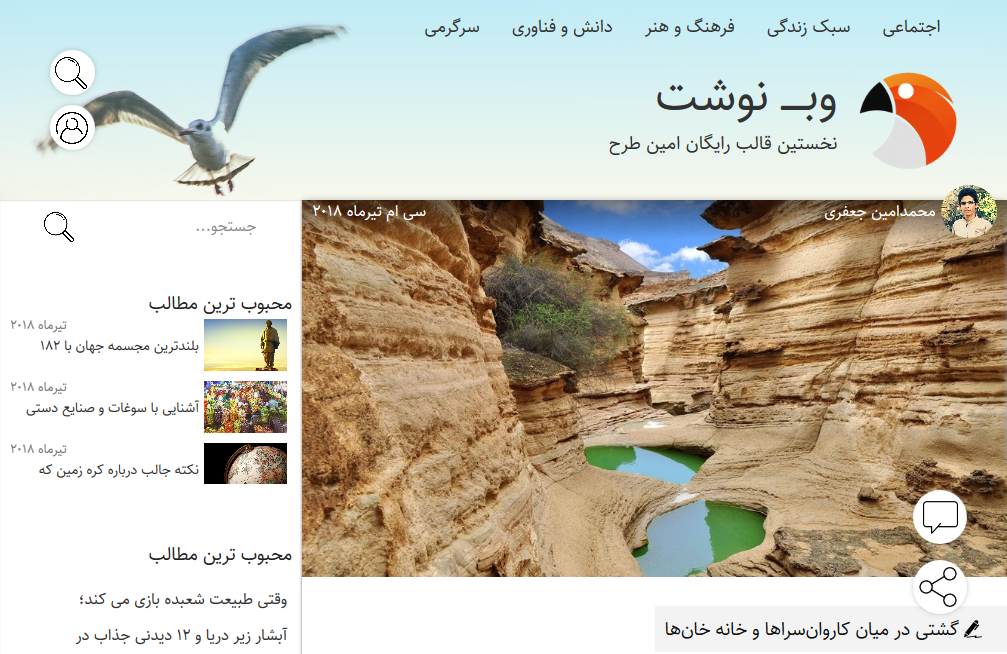 اجتماعی
سبک زندگی
فرهنگ و هنر
دانش و فناوری
سرگرمی
وبــ نوشت
نخستین قالب رایگان امین طرح
محمدامین جعفری
سی ام تیرماه ۲۰۱۸
جستجو...
محبوب ترین مطالب
تیرماه ۲۰۱۸
بلندترین مجسمه جهان با ۱۸۲
تیرماه ۲۰۱۸
آشنایی با سوغات و صنایع دستی
تیرماه ۲۰۱۸
نکته جالب درباره کره زمین که
محبوب ترین مطالب
وقتی طبیعت شعبده بازی می کند؛
آبشار زیر دریا و ۱۲ دیدنی جذاب در
گشتی در میان کاروان‌سراها و خانه خان‌ها